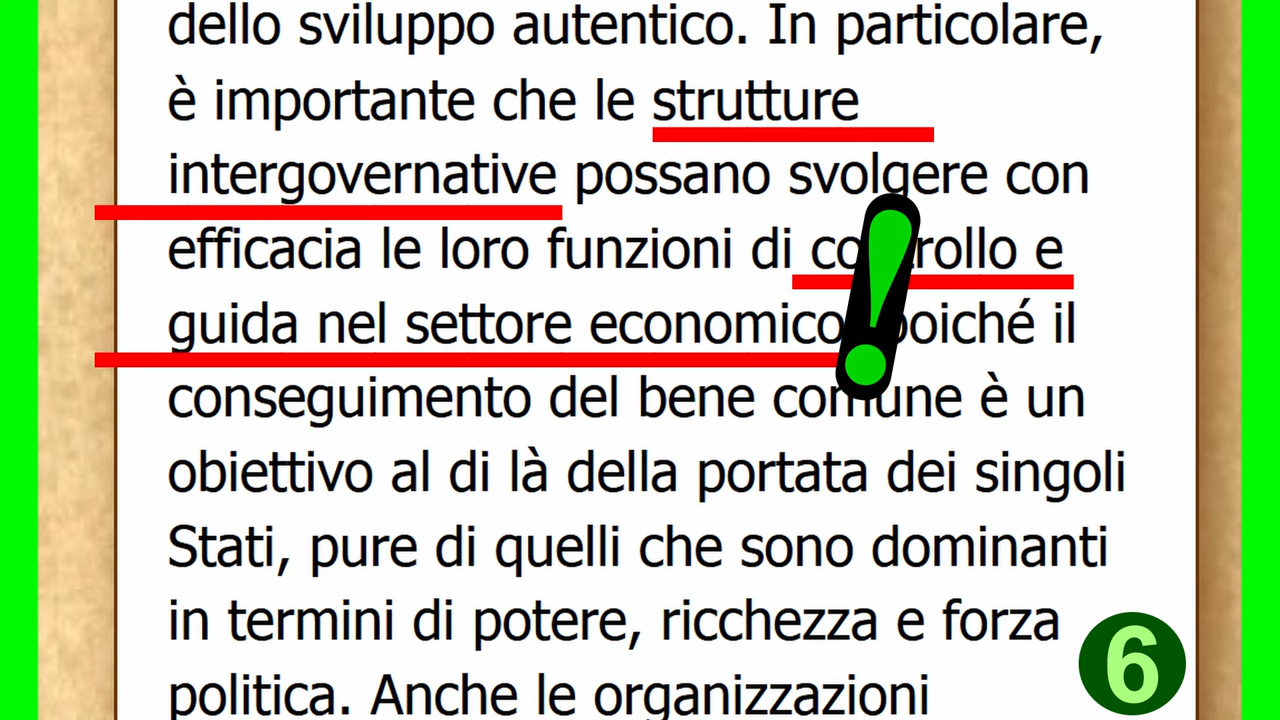 dello sviluppo autentico. In particolare,
è importante che le strutture
intergovernative possano svolgere con
efficacia le loro funzioni di controllo e
guida nel settore economico poiché il
conseguimento del bene comune è un
obiettivo al di là della portata dei singoli
Stati, pure di quelli che sono dominanti
in termini di potere, ricchezza e forza
politica. Anche le organizzazioni
!
6